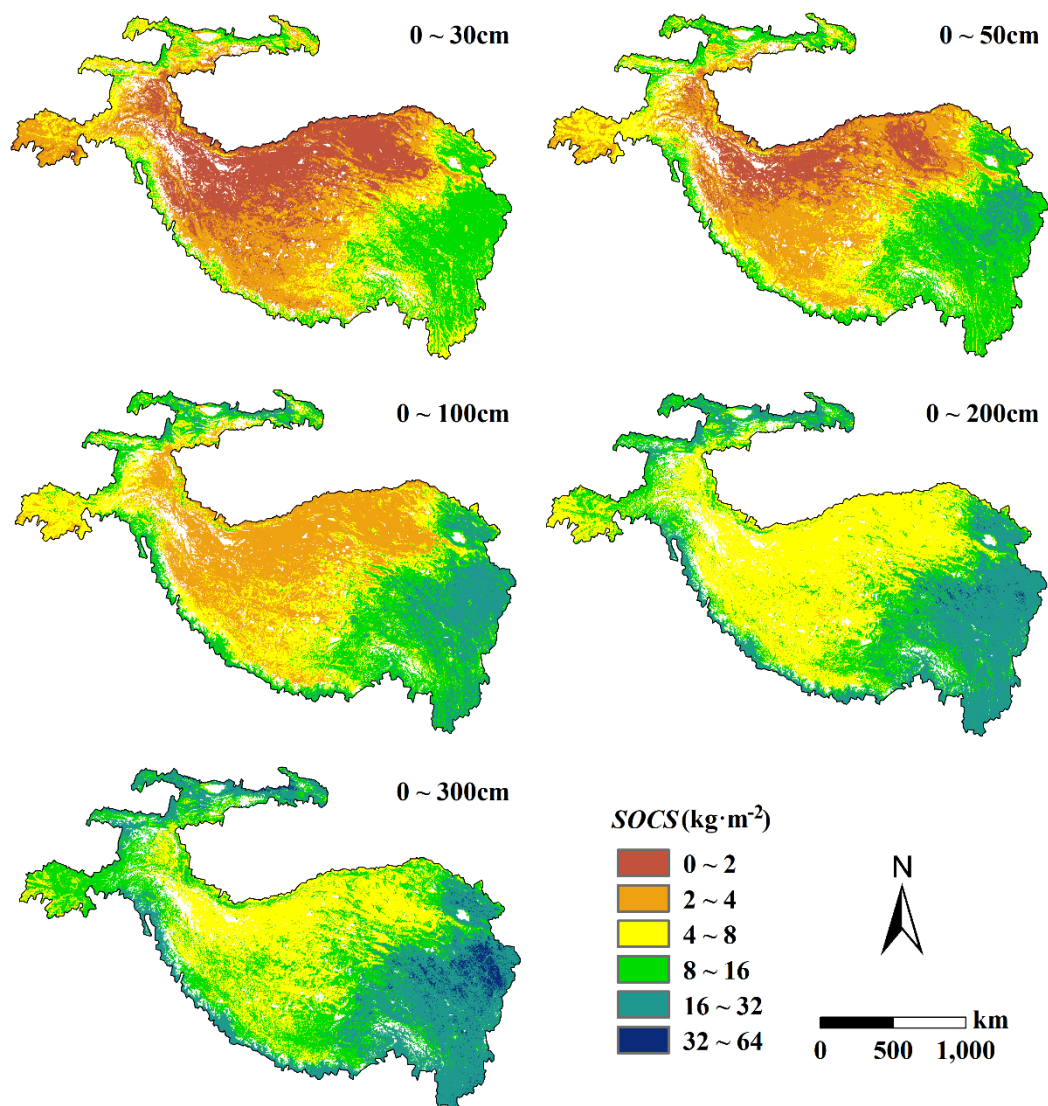 0 ~ 30cm
0 ~ 50cm
0 ~ 100cm
0 ~ 200cm
0 ~ 300cm
SOCS (kg·m⁻²)
0 ~ 2
2 ~ 4
4 ~ 8
8 ~ 16
16 ~ 32
32 ~ 64
N
km
0 500 1,000